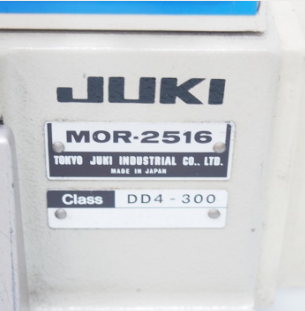 JUKI
MOR-2516
TOKYO JUKI INDUSTRIAL CO., LTD.
MADE IN JAPAN
Class DD4-300